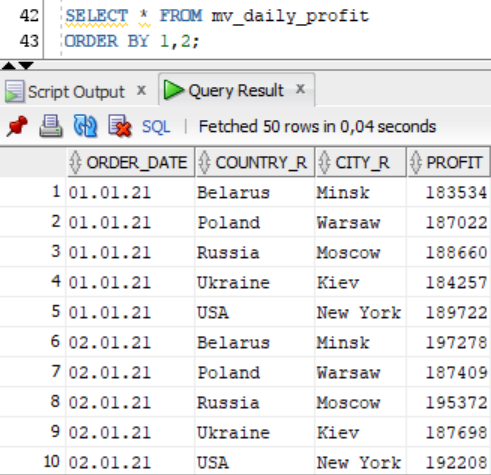 42 SELECT * FROM mv_daily_profit
43 ORDER BY 1,2;
Script Output x Query Result x
SQL | Fetched 50 rows in 0,04 seconds
ORDER_DATE COUNTRY_R CITY_R PROFIT
1 01.01.21 Belarus Minsk 183534
2 01.01.21 Poland Warsaw 187022
3 01.01.21 Russia Moscow 188660
4 01.01.21 Ukraine Kiev 184257
5 01.01.21 USA New York 189722
6 02.01.21 Belarus Minsk 197278
7 02.01.21 Poland Warsaw 187409
8 02.01.21 Russia Moscow 195372
9 02.01.21 Ukraine Kiev 187698
10 02.01.21 USA New York 192208